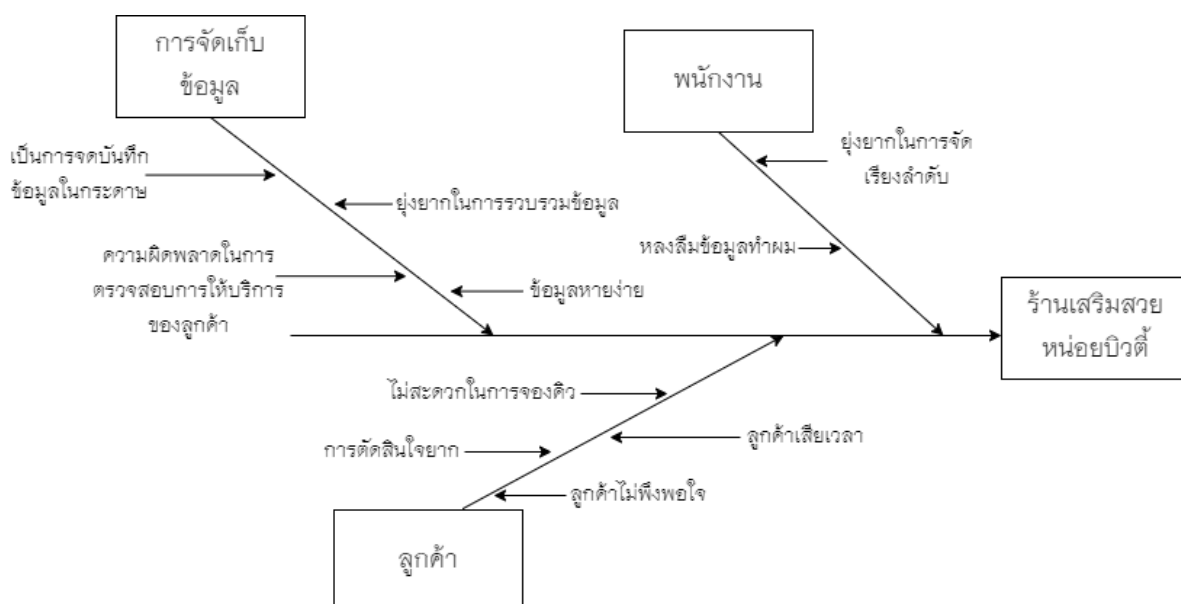 การจัดเก็บ
ข้อมูล
พนักงาน
เป็นการจดบันทึก
ข้อมูลในกระดาษ
ยุ่งยากในการรวบรวมข้อมูล
ความผิดพลาดในการ
ตรวจสอบการให้บริการ
ของลูกค้า
ข้อมูลหายง่าย
ยุ่งยากในการจัด
เรียงลำดับ
หลงลืมข้อมูลทำผม
ร้านเสริมสวย
หน่อยบิวตี้
ไม่สะดวกในการจองคิว
ลูกค้าเสียเวลา
การตัดสินใจยาก
ลูกค้าไม่พึงพอใจ
ลูกค้า